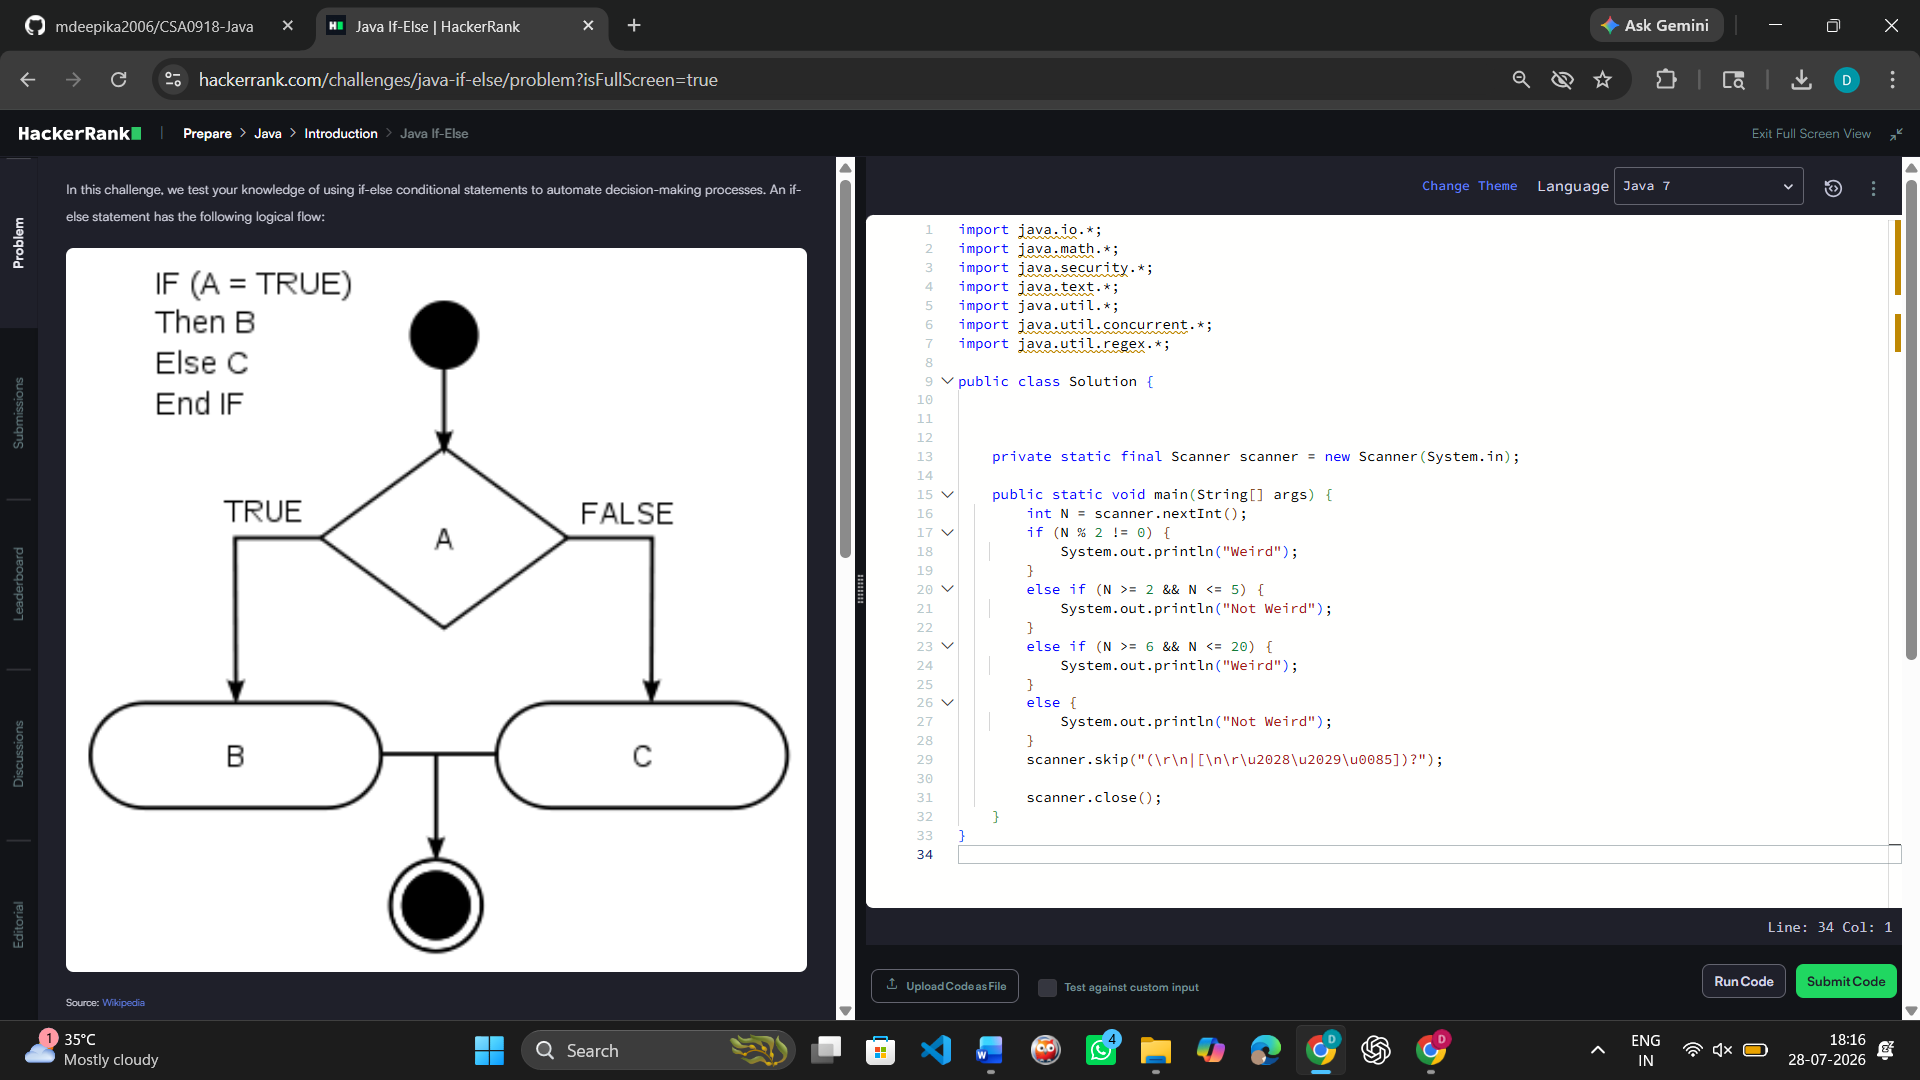 mdeepika2006/CSA0918-Java
Java If-Else | HackerRank
Ask Gemini
hackerrank.com/challenges/java-if-else/problem?isFullScreen=true
D
HackerRank
Prepare > Java > Introduction > Java If-Else
Exit Full Screen View
Problem
Submissions
Leaderboard
Discussions
Editorial
In this challenge, we test your knowledge of using if-else conditional statements to automate decision-making processes. An if-
else statement has the following logical flow:
IF (A = TRUE)
Then B
Else C
End IF
TRUE
A
FALSE
B
C
Source: Wikipedia
Change Theme
Language
Java 7
1 import java.io.*;
2 import java.math.*;
3 import java.security.*;
4 import java.text.*;
5 import java.util.*;
6 import java.util.concurrent.*;
7 import java.util.regex.*;
8
9 public class Solution {
10
11
12
13 private static final Scanner scanner = new Scanner(System.in);
14
15 public static void main(String[] args) {
16 int N = scanner.nextInt();
17 if (N % 2 != 0) {
18 System.out.println("Weird");
19 }
20 else if (N >= 2 && N <= 5) {
21 System.out.println("Not Weird");
22 }
23 else if (N >= 6 && N <= 20) {
24 System.out.println("Weird");
25 }
26 else {
27 System.out.println("Not Weird");
28 }
29 scanner.skip("(\r\n|[\n\r\u2028\u2029\u0085])?");
30
31 scanner.close();
32 }
33 }
34
Line: 34 Col: 1
Upload Code as File
Test against custom input
Run Code
Submit Code
1
35°C
Mostly cloudy
Search
4
ENG
IN
18:16
28-07-2026